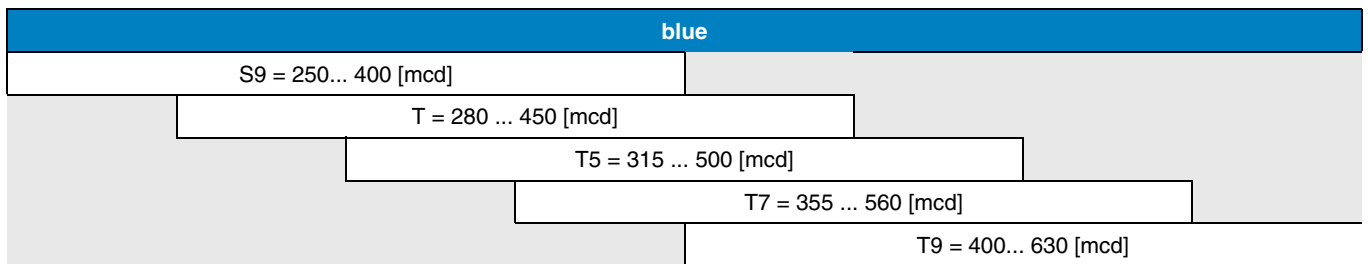 blue
S9 = 250... 400 [mcd]
T = 280 ... 450 [mcd]
T5 = 315 ... 500 [mcd]
T7 = 355 ... 560 [mcd]
T9 = 400... 630 [mcd]